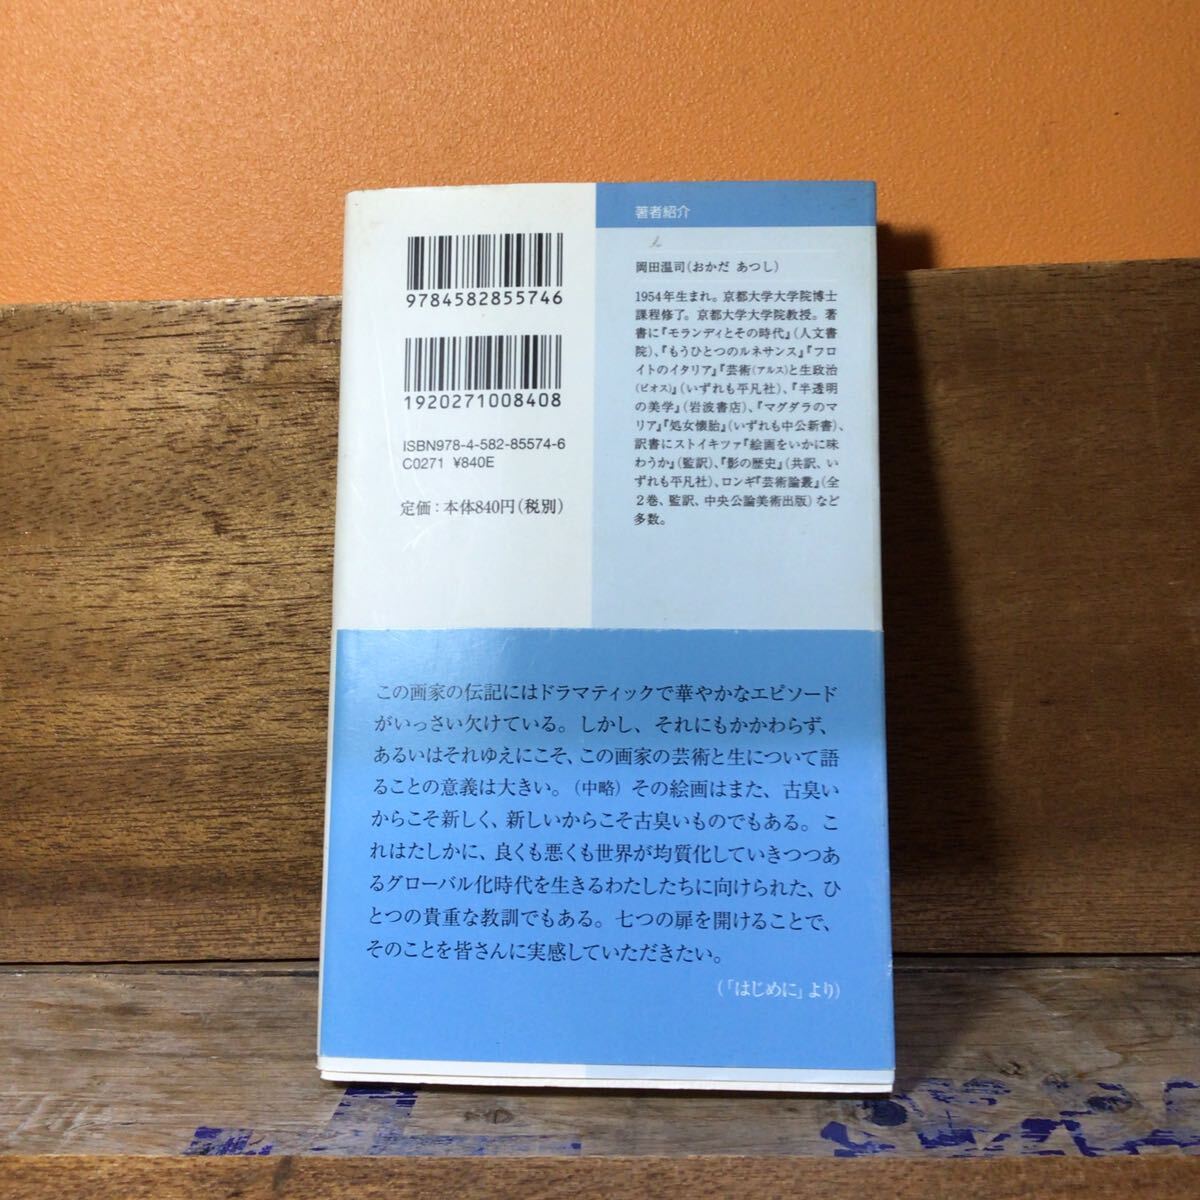 9784582855746
1920271008408
ISBN978-4-582-85574-6
C0271 ¥840E
定価：本体840円（税別）
著者紹介
岡田温司（おかだ あつし）
1954年生まれ。京都大学大学院博士
課程修了。京都大学大学院教授。著
書に『モランディとその時代』（人文書
院）、『もうひとつのルネサンス』『フロ
イトのイタリア』『芸術（アルス）と生政治
（ビオス）』（いずれも平凡社）、『半透明
の美学』（岩波書店）、『マグダラのマ
リア』『処女懐胎』（いずれも中公新書）、
訳書にストイキツァ『絵画をいかに味
わうか』（監訳）、『影の歴史』（共訳、い
ずれも平凡社）、ロンギ『芸術論叢』（全
２巻、監訳、中央公論美術出版）など
多数。
この画家の伝記にはドラマティックで華やかなエピソード
がいっさい欠けている。しかし、それにもかかわらず、
あるいはそれゆえにこそ、この画家の芸術と生について語
ることの意義は大きい。（中略）その絵画はまた、古臭い
からこそ新しく、新しいからこそ古臭いものでもある。こ
れはたしかに、良くも悪くも世界が均質化していきつつあ
るグローバル化時代を生きるわたしたちに向けられた、ひ
とつの貴重な教訓でもある。七つの扉を開けることで、
そのことを皆さんに実感していただきたい。
（「はじめに」より）